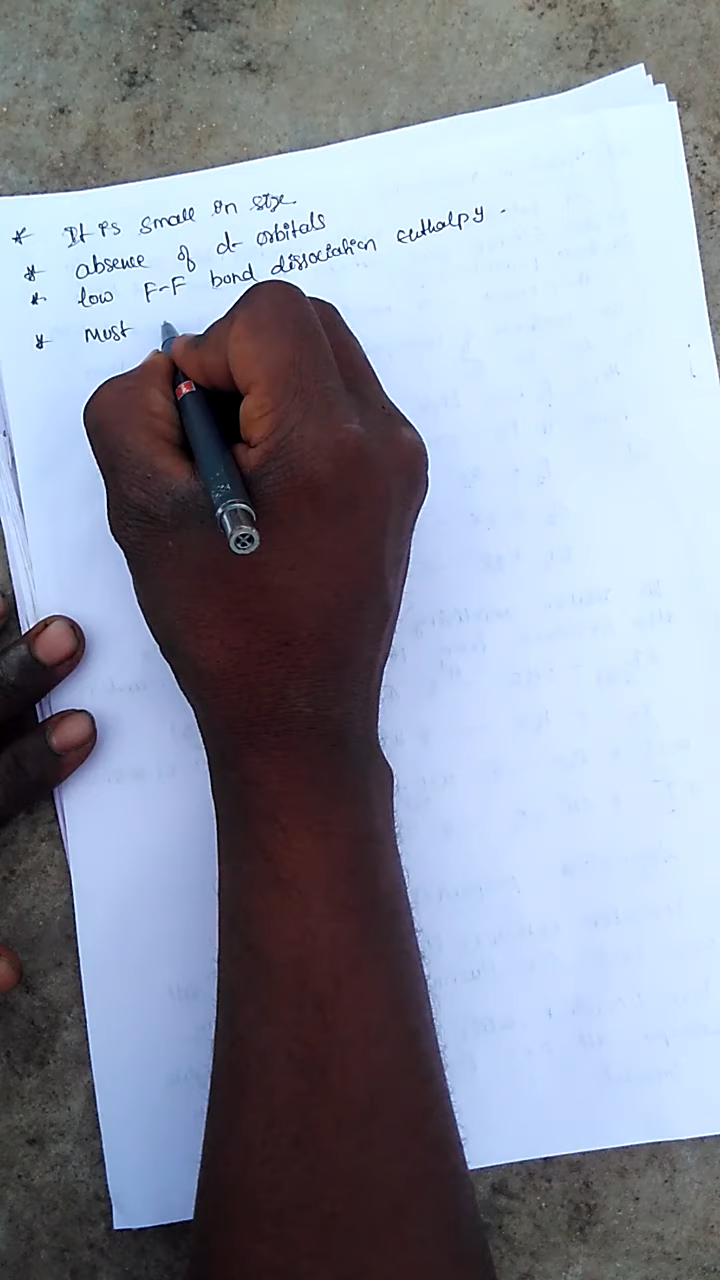 * It is small in size.
* absence of d- orbitals
* low F-F bond dissociation enthalpy.
* Must